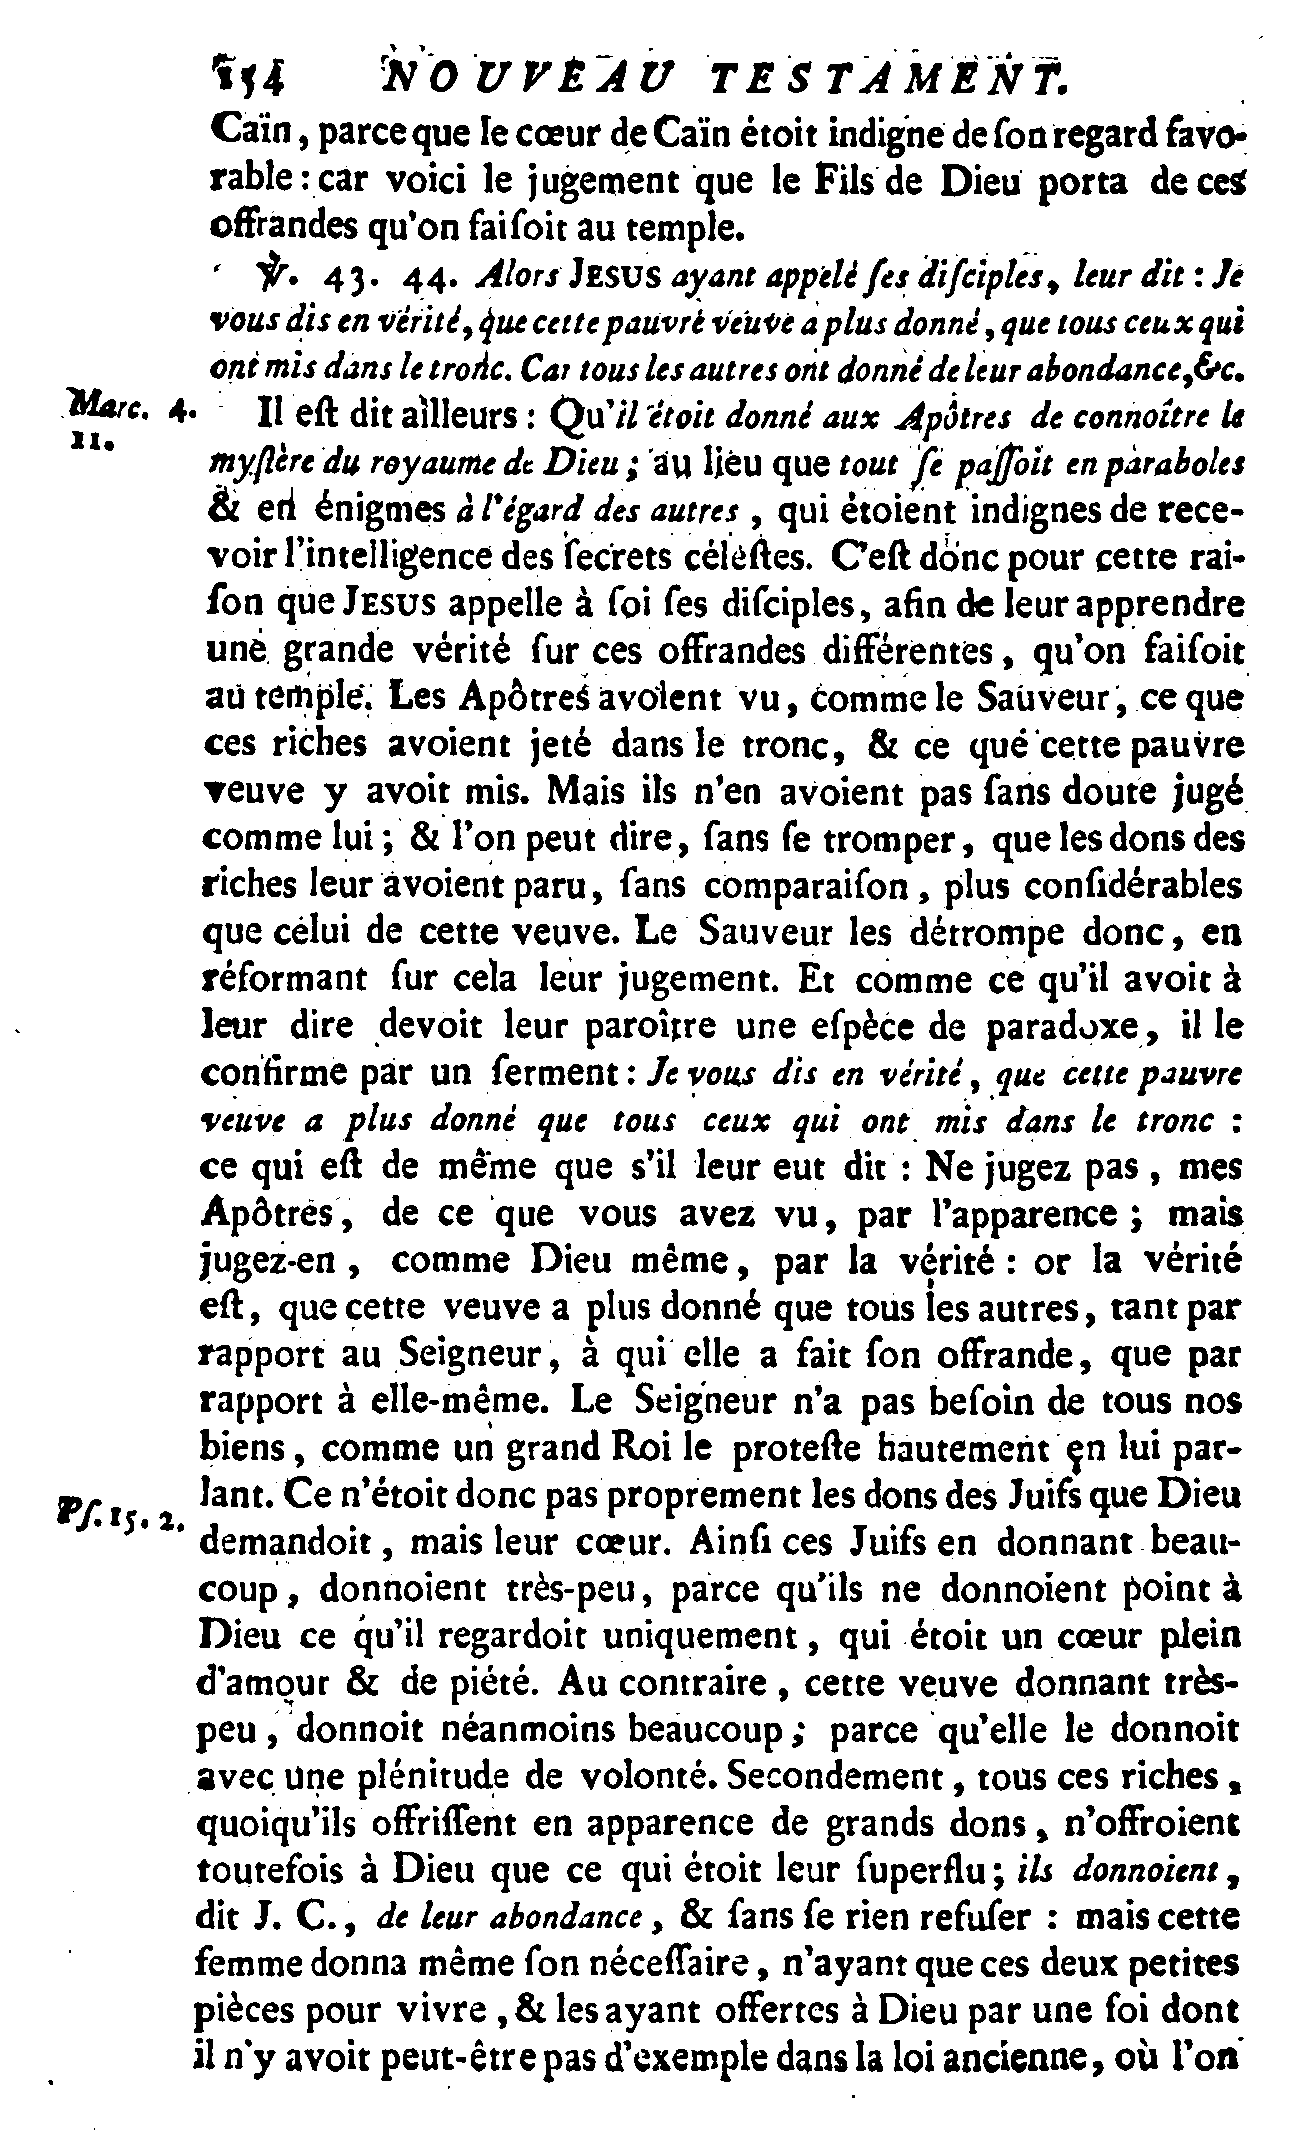 154 NOUVEAU TESTAMENT.
Caïn, parce que le cœur de Caïn étoit indigne de ſon regard favo-
rable : car voici le jugement que le Fils de Dieu porta de ces
offrandes qu'on faiſoit au temple.
℣. 43. 44. Alors JESUS ayant appelé ſes diſciples, leur dit : Je
vous dis en vérité, que cette pauvre veuve a plus donné, que tous ceux qui
ont mis dans le tronc. Car tous les autres ont donné de leur abondance, &c.
Marc. 4.
11.
Il eſt dit ailleurs : Qu'il étoit donné aux Apôtres de connoître le
myſtère du royaume de Dieu ; au lieu que tout ſe paſſoit en paraboles
& en énigmes à l'égard des autres, qui étoient indignes de rece-
voir l'intelligence des ſecrets céleſtes. C'eſt donc pour cette rai-
ſon que JESUS appelle à ſoi ſes diſciples, afin de leur apprendre
une grande vérité ſur ces offrandes différentes, qu'on faiſoit
au temple. Les Apôtres avoient vu, comme le Sauveur, ce que
ces riches avoient jeté dans le tronc, & ce que cette pauvre
veuve y avoit mis. Mais ils n'en avoient pas ſans doute jugé
comme lui ; & l'on peut dire, ſans ſe tromper, que les dons des
riches leur avoient paru, ſans comparaiſon, plus conſidérables
que celui de cette veuve. Le Sauveur les détrompe donc, en
réformant ſur cela leur jugement. Et comme ce qu'il avoit à
leur dire devoit leur paroître une eſpèce de paradoxe, il le
confirme par un ſerment : Je vous dis en vérité, que cette pauvre
veuve a plus donné que tous ceux qui ont mis dans le tronc :
ce qui eſt de même que s'il leur eut dit : Ne jugez pas, mes
Apôtres, de ce que vous avez vu, par l'apparence ; mais
jugez-en, comme Dieu même, par la vérité : or la vérité
eſt, que cette veuve a plus donné que tous les autres, tant par
rapport au Seigneur, à qui elle a fait ſon offrande, que par
rapport à elle-même. Le Seigneur n'a pas beſoin de tous nos
biens, comme un grand Roi le proteſte hautement en lui par-
Pſ. 15. 2.
lant. Ce n'étoit donc pas proprement les dons des Juifs que Dieu
demandoit, mais leur cœur. Ainſi ces Juifs en donnant beau-
coup, donnoient très-peu, parce qu'ils ne donnoient point à
Dieu ce qu'il regardoit uniquement, qui étoit un cœur plein
d'amour & de piété. Au contraire, cette veuve donnant très-
peu, donnoit néanmoins beaucoup ; parce qu'elle le donnoit
avec une plénitude de volonté. Secondement, tous ces riches,
quoiqu'ils offriſſent en apparence de grands dons, n'offroient
toutefois à Dieu que ce qui étoit leur ſuperflu ; ils donnoient,
dit J. C., de leur abondance, & ſans ſe rien refuſer : mais cette
femme donna même ſon néceſſaire, n'ayant que ces deux petites
pièces pour vivre, & les ayant offertes à Dieu par une foi dont
il n'y avoit peut-être pas d'exemple dans la loi ancienne, où l'on